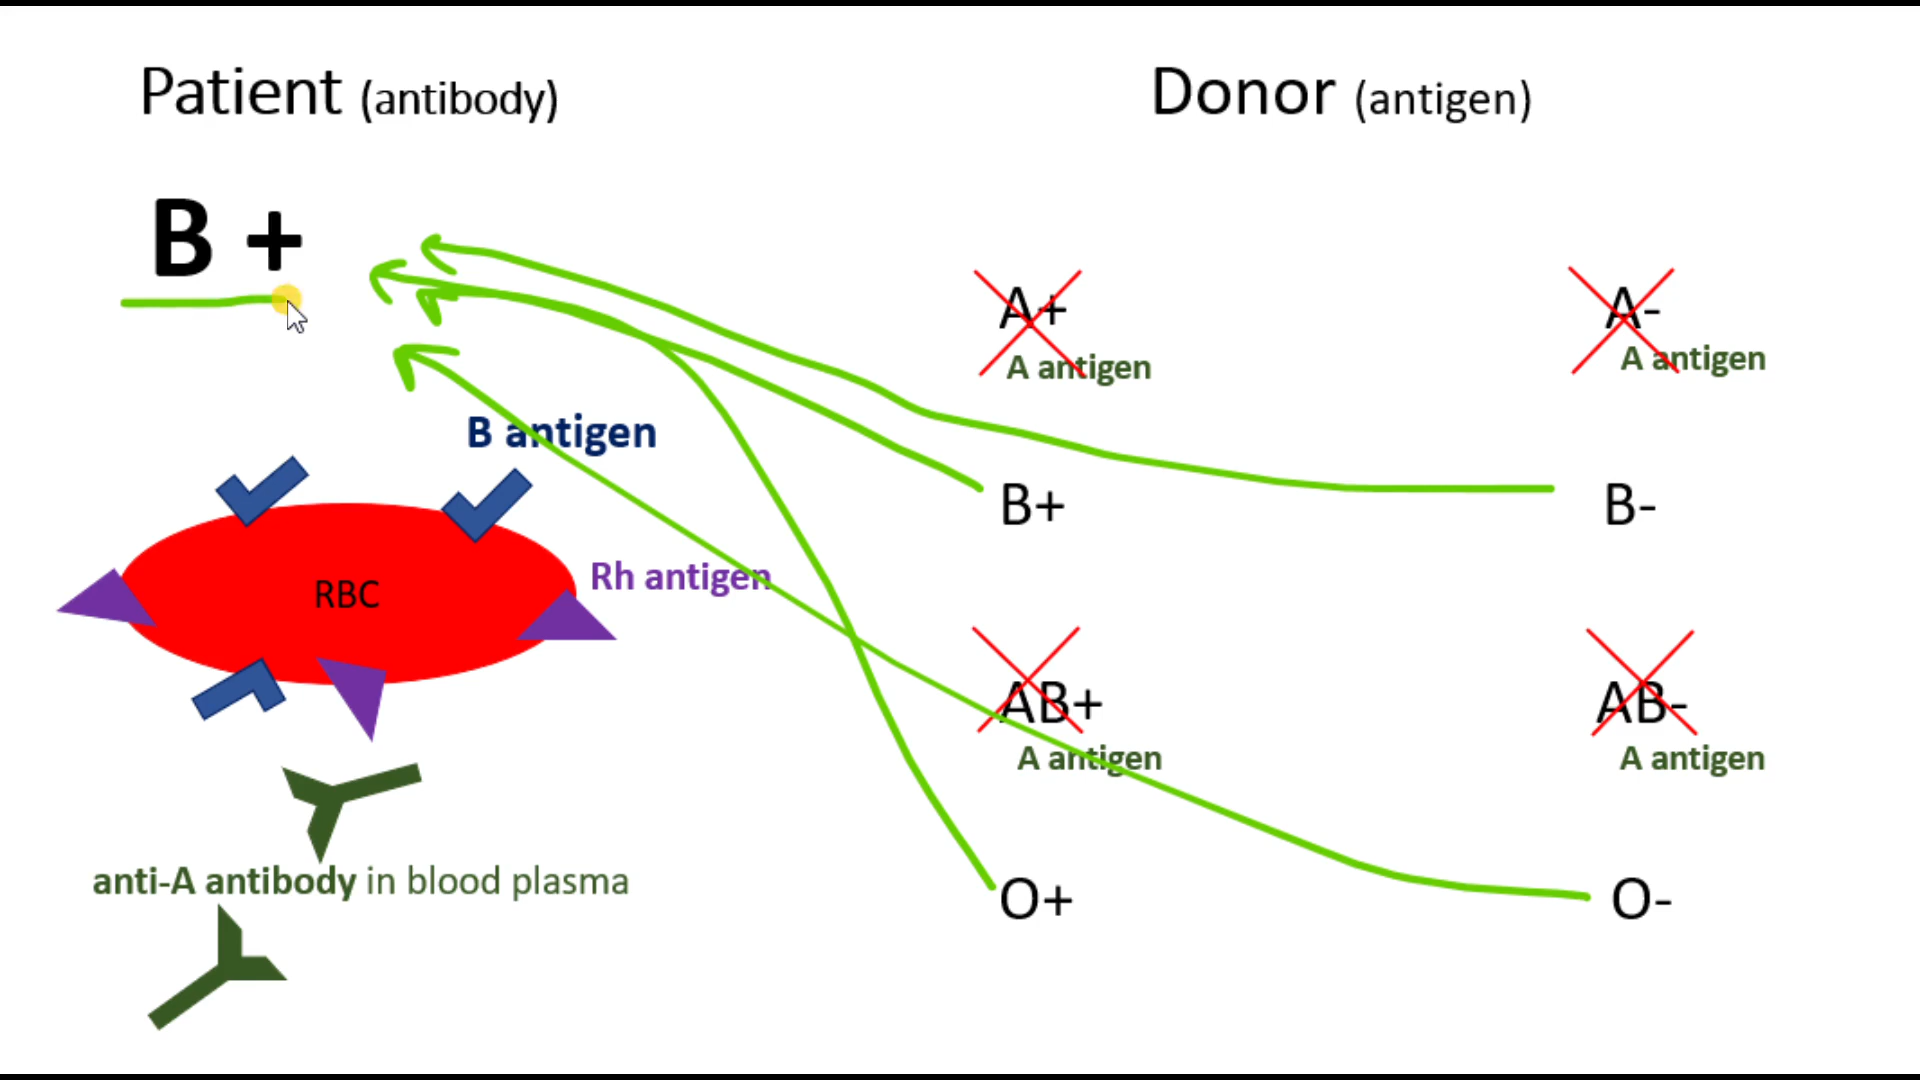 Patient (antibody)
Donor (antigen)
B +
A+
A antigen
A-
A antigen
B antigen
B+
B-
RBC
Rh antigen
AB+
A antigen
AB-
A antigen
anti-A antibody in blood plasma
O+
O-